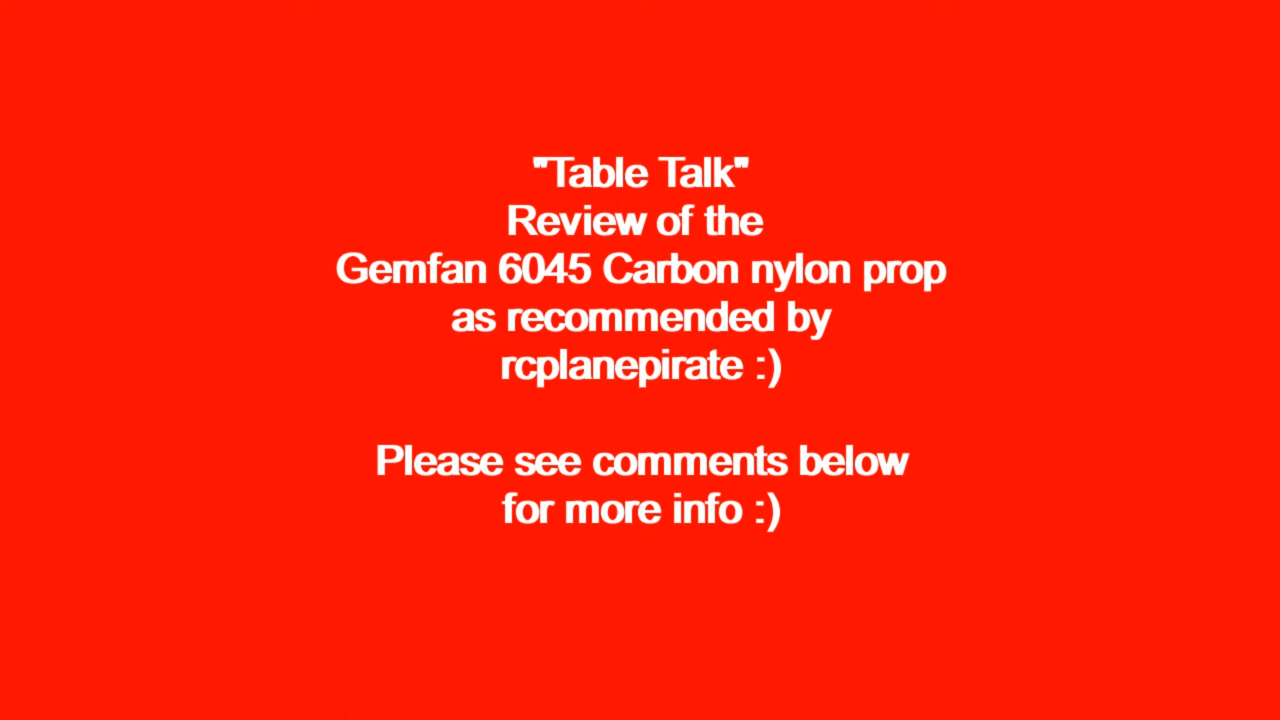 "Table Talk"
Review of the
Gemfan 6045 Carbon nylon prop
as recommended by
rcplanepirate :)
Please see comments below
for more info :)